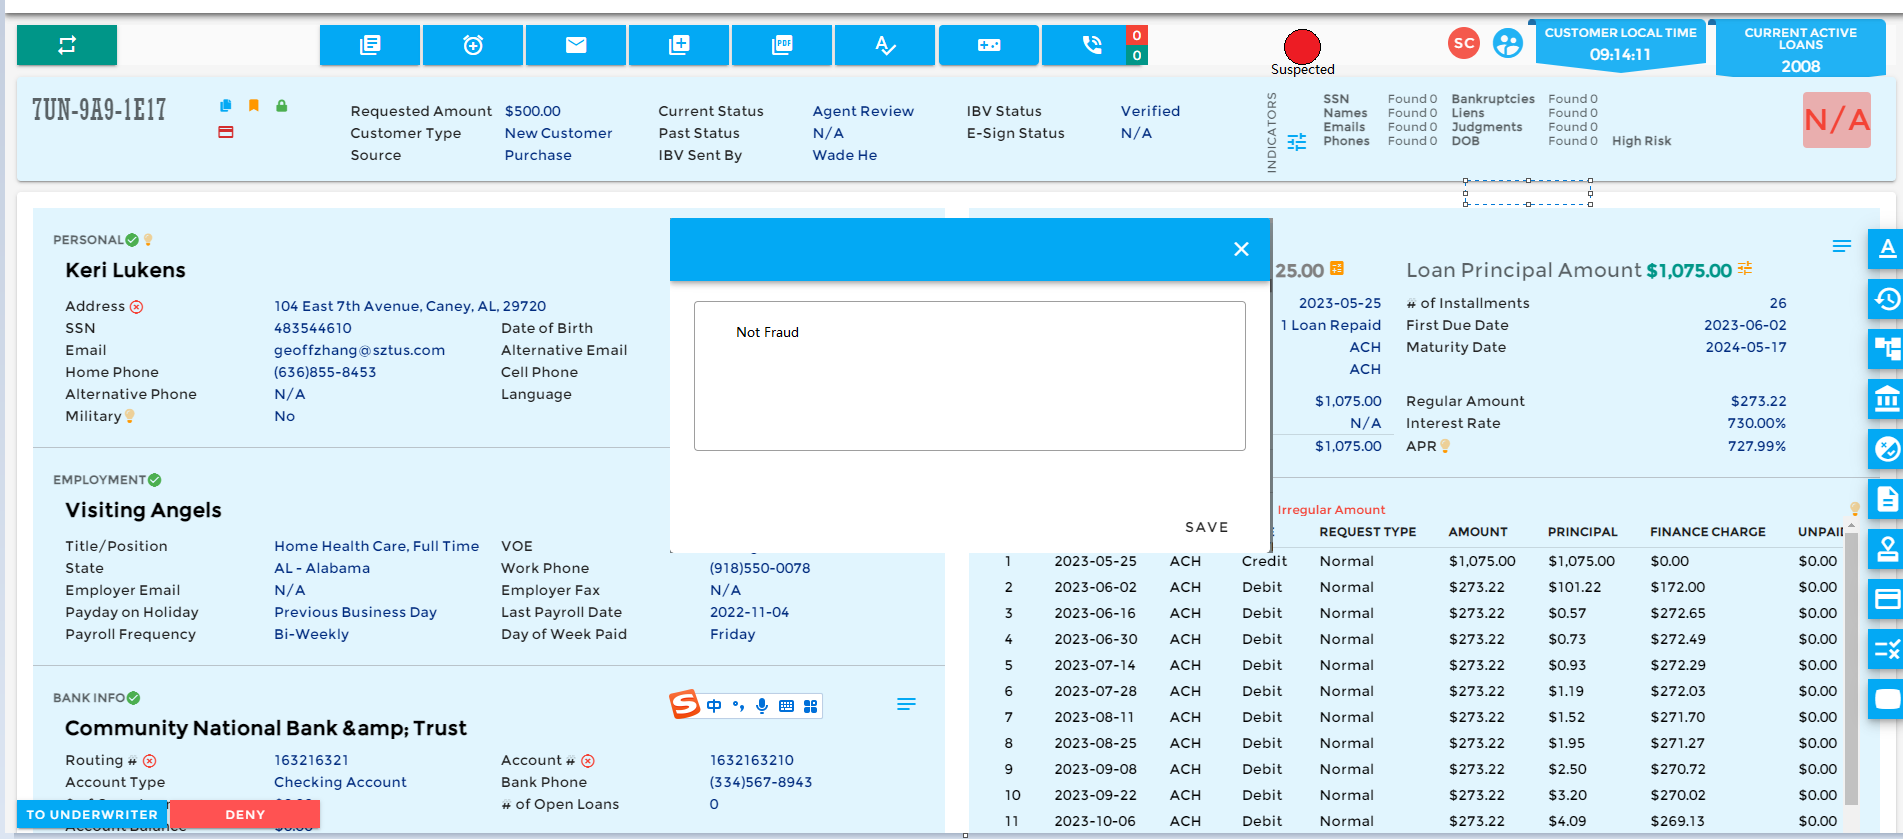 PDF
0
0
Suspected
SC
CUSTOMER LOCAL TIME
09:14:11
CURRENT ACTIVE
LOANS
2008
7UN-9A9-1E17
Requested Amount $500.00 Current Status Agent Review IBV Status Verified
Customer Type New Customer Past Status N/A E-Sign Status N/A
Source Purchase IBV Sent By Wade He
INDICATORS
SSN Found 0 Bankruptcies Found 0
Names Found 0 Liens Found 0
Emails Found 0 Judgments Found 0
Phones Found 0 DOB Found 0 High Risk
N/A
PERSONAL
Keri Lukens
Address 104 East 7th Avenue, Caney, AL, 29720
SSN 483544610 Date of Birth
Email geoffzhang@sztus.com Alternative Email
Home Phone (636)855-8453 Cell Phone
Alternative Phone N/A Language
Military No
Not Fraud
SAVE
25.00 Loan Principal Amount $1,075.00
2023-05-25 # of Installments 26
1 Loan Repaid First Due Date 2023-06-02
ACH Maturity Date 2024-05-17
ACH
$1,075.00 Regular Amount $273.22
N/A Interest Rate 730.00%
$1,075.00 APR 727.99%
EMPLOYMENT
Visiting Angels
Title/Position Home Health Care, Full Time VOE
State AL - Alabama Work Phone (918)550-0078
Employer Email N/A Employer Fax N/A
Payday on Holiday Previous Business Day Last Payroll Date 2022-11-04
Payroll Frequency Bi-Weekly Day of Week Paid Friday
Irregular Amount
REQUEST TYPE AMOUNT PRINCIPAL FINANCE CHARGE UNPAI
1 2023-05-25 ACH Credit Normal $1,075.00 $1,075.00 $0.00 $0.00
2 2023-06-02 ACH Debit Normal $273.22 $101.22 $172.00 $0.00
3 2023-06-16 ACH Debit Normal $273.22 $0.57 $272.65 $0.00
4 2023-06-30 ACH Debit Normal $273.22 $0.73 $272.49 $0.00
5 2023-07-14 ACH Debit Normal $273.22 $0.93 $272.29 $0.00
6 2023-07-28 ACH Debit Normal $273.22 $1.19 $272.03 $0.00
7 2023-08-11 ACH Debit Normal $273.22 $1.52 $271.70 $0.00
8 2023-08-25 ACH Debit Normal $273.22 $1.95 $271.27 $0.00
9 2023-09-08 ACH Debit Normal $273.22 $2.50 $270.72 $0.00
10 2023-09-22 ACH Debit Normal $273.22 $3.20 $270.02 $0.00
11 2023-10-06 ACH Debit Normal $273.22 $4.09 $269.13 $0.00
BANK INFO
S 中
Community National Bank &amp; Trust
Routing # 163216321 Account # 1632163210
Account Type Checking Account Bank Phone (334)567-8943
# of Open Loans 0
TO UNDERWRITER DENY